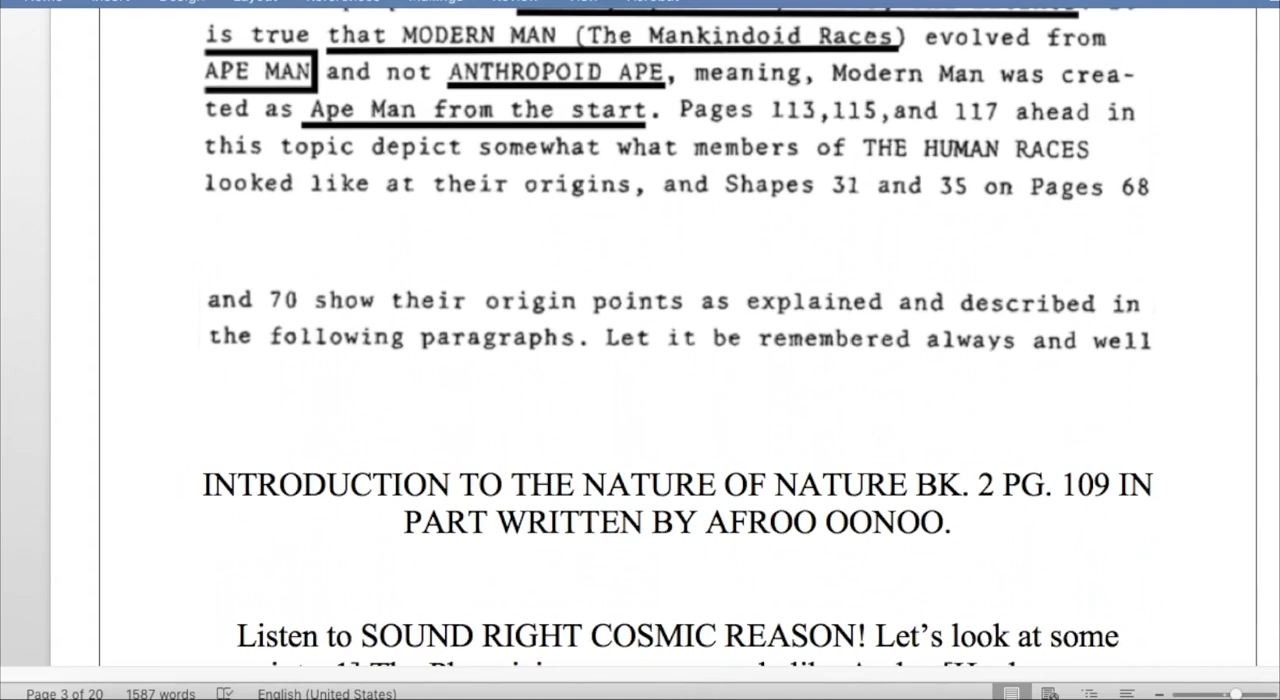 is true that MODERN MAN (The Mankindoid Races) evolved from
APE MAN and not ANTHROPOID APE, meaning, Modern Man was crea-
ted as Ape Man from the start. Pages 113,115,and 117 ahead in
this topic depict somewhat what members of THE HUMAN RACES
looked like at their origins, and Shapes 31 and 35 on Pages 68
and 70 show their origin points as explained and described in
the following paragraphs. Let it be remembered always and well
INTRODUCTION TO THE NATURE OF NATURE BK. 2 PG. 109 IN
PART WRITTEN BY AFROO OONOO.
Listen to SOUND RIGHT COSMIC REASON! Let's look at some
Page 3 of 20 1587 words English (United States)